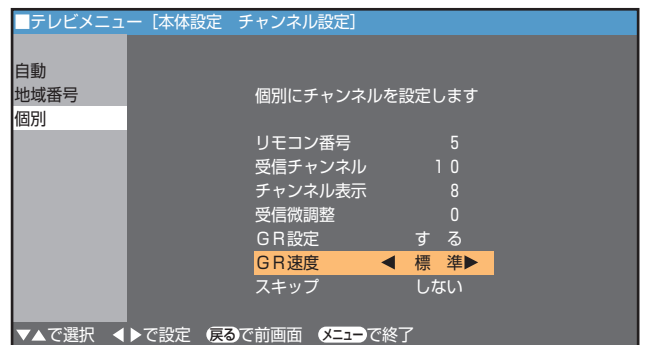 ■テレビメニュー［本体設定　チャンネル設定］
自動
地域番号
個別
個別にチャンネルを設定します
リモコン番号　5
受信チャンネル　１０
チャンネル表示　8
受信微調整　0
ＧＲ設定　する
ＧＲ速度　◀　標　準▶
スキップ　しない
▼▲で選択　◀▶で設定　戻るで前画面　メニューで終了